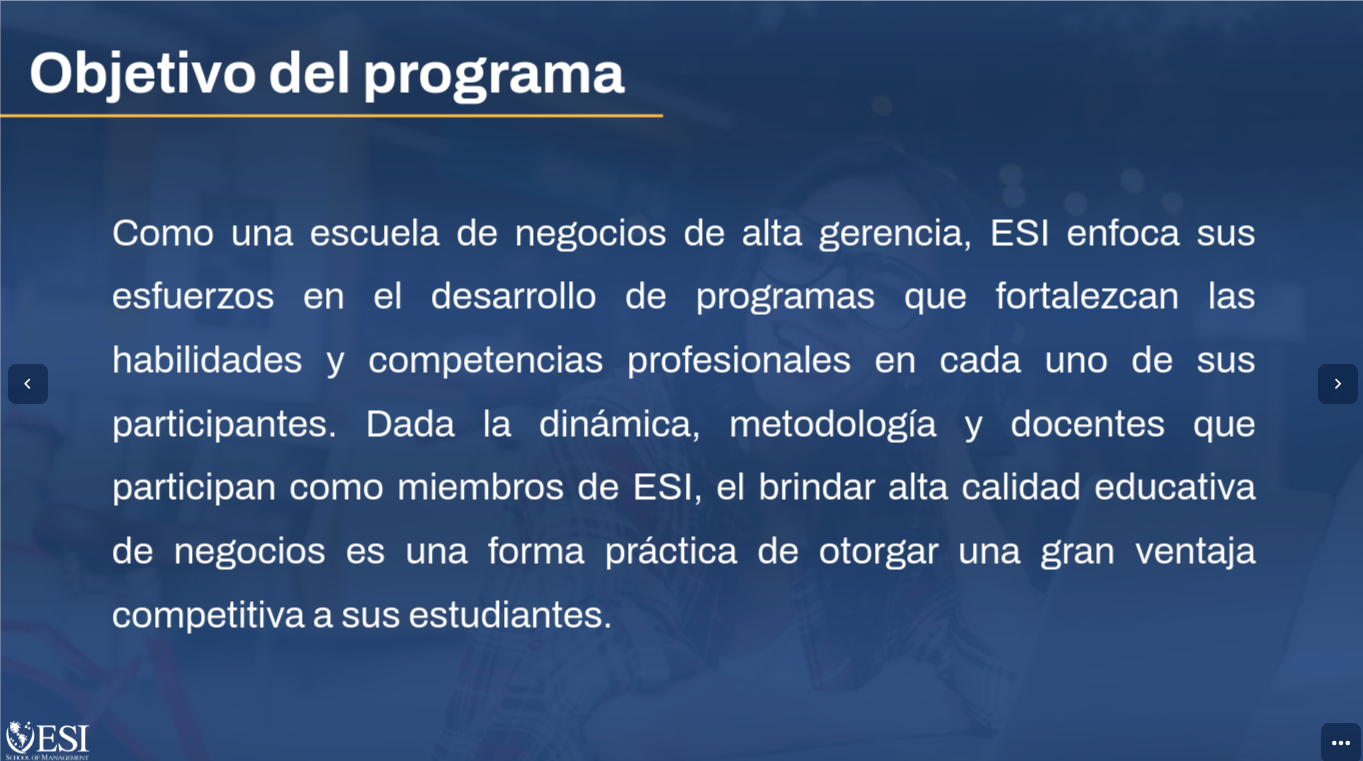 Objetivo del programa
Como una escuela de negocios de alta gerencia, ESI enfoca sus
esfuerzos en el desarrollo de programas que fortalezcan las
habilidades y competencias profesionales en cada uno de sus
participantes. Dada la dinámica, metodología y docentes que
participan como miembros de ESI, el brindar alta calidad educativa
de negocios es una forma práctica de otorgar una gran ventaja
competitiva a sus estudiantes.
ESI
SCHOOL OF MANAGEMENT